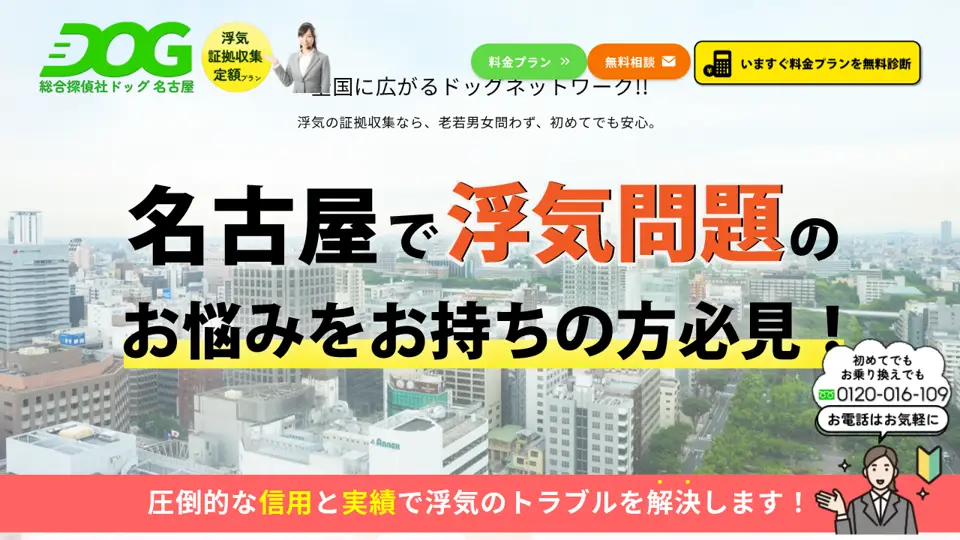 DOG
総合探偵社ドッグ 名古屋
浮気
証拠収集
定額プラン
料金プラン
無料相談
いますぐ料金プランを無料診断
全国に広がるドッグネットワーク!!
浮気の証拠収集なら、老若男女問わず、初めてでも安心。
名古屋で浮気問題の
お悩みをお持ちの方必見！
初めてでも
お乗り換えでも
0120-016-109
お電話はお気軽に
ANNEX
圧倒的な信用と実績で浮気のトラブルを解決します！